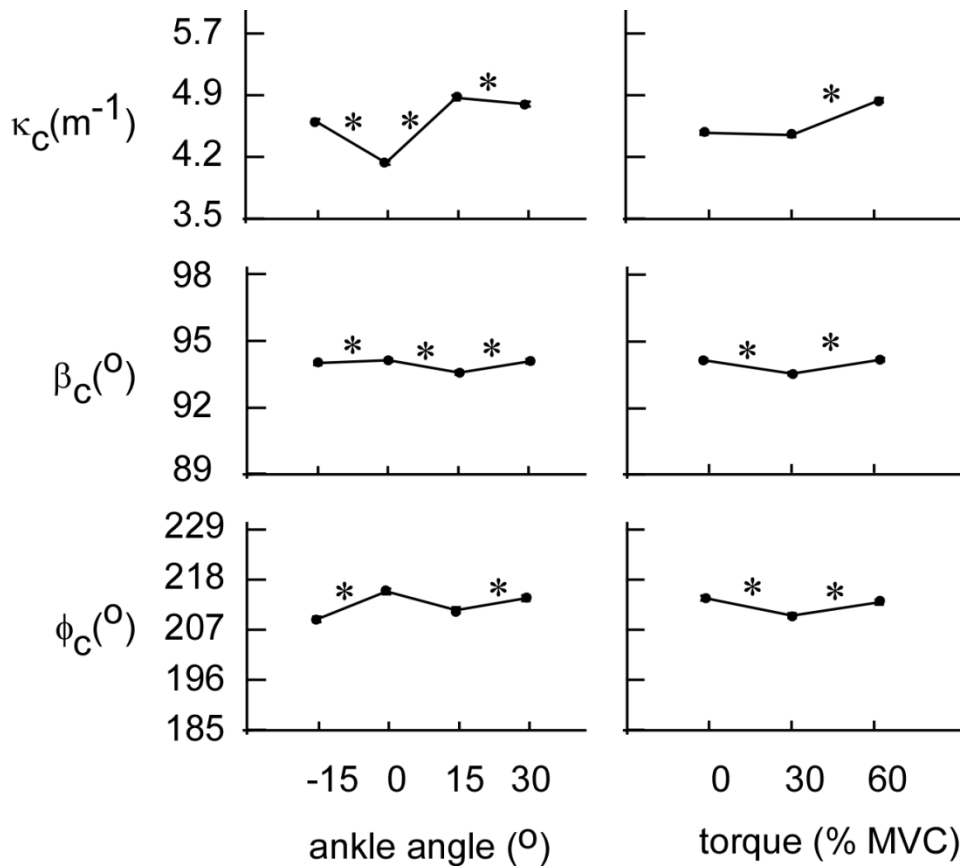 5.7
4.9
κc(m-1)
4.2
3.5
* * *
*
98
95
βc(o)
92
89
* * *
* *
229
218
ϕc(o)
207
196
185
* *
* *
-15 0 15 30
0 30 60
ankle angle (o)
torque (% MVC)